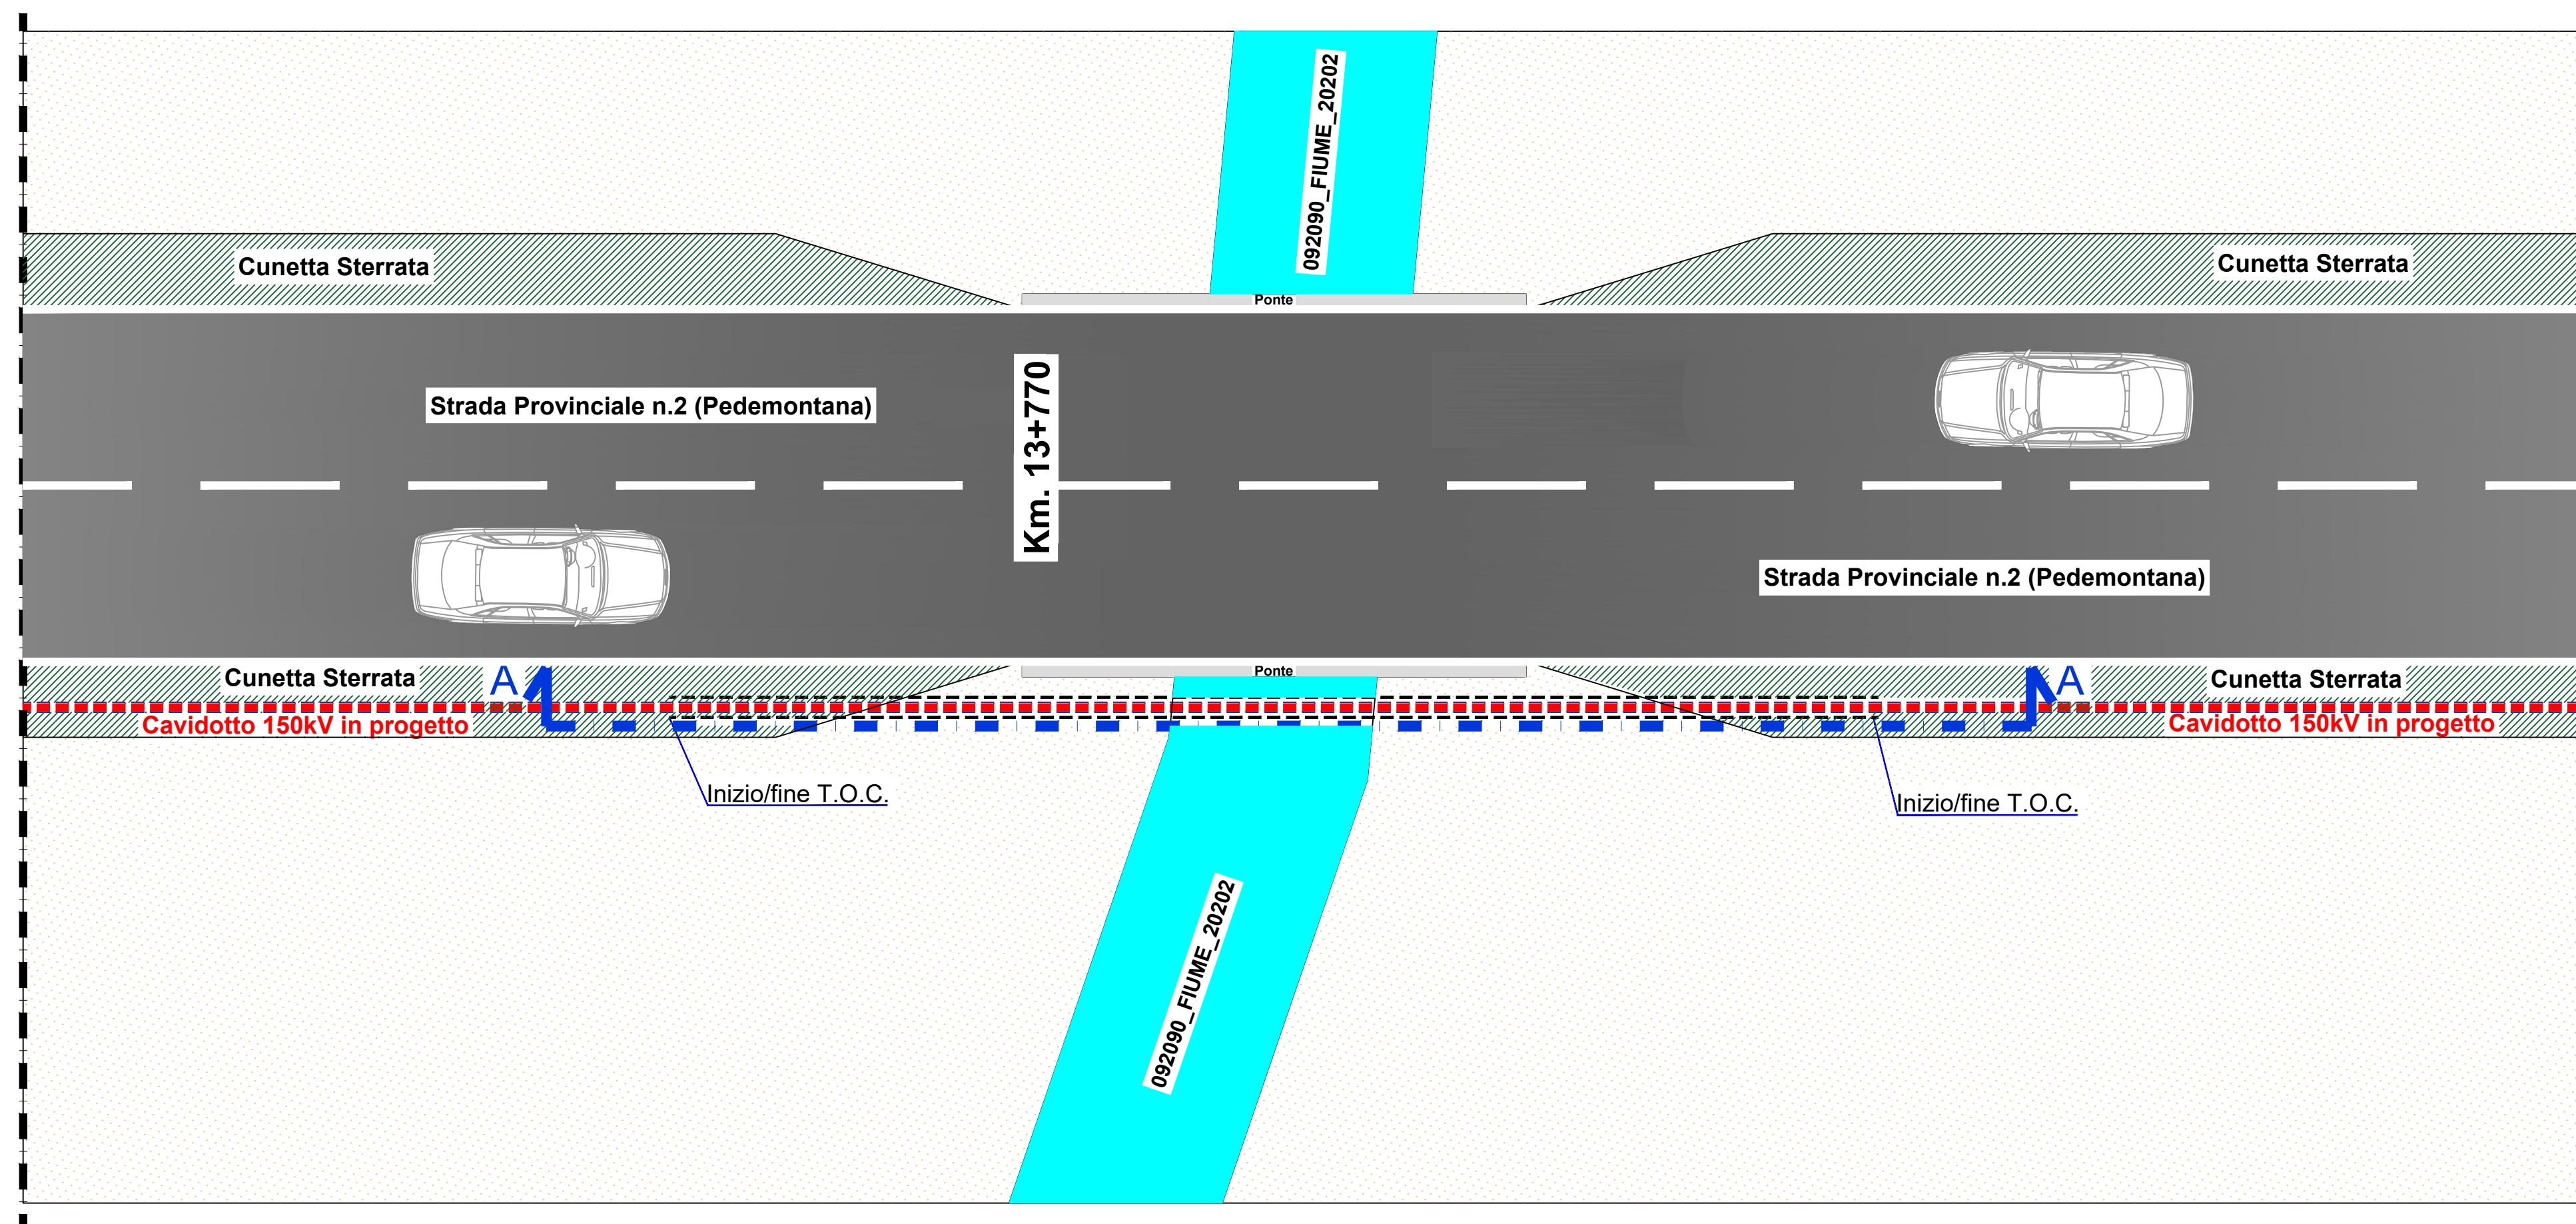 092090_FIUME_20202
Cunetta Sterrata
Cunetta Sterrata
Ponte
Strada Provinciale n.2 (Pedemontana)
Km. 13+770
Strada Provinciale n.2 (Pedemontana)
Ponte
Cunetta Sterrata
A
A
Cunetta Sterrata
Cavidotto 150kV in progetto
Cavidotto 150kV in progetto
Inizio/fine T.O.C.
Inizio/fine T.O.C.
092090_FIUME_20202